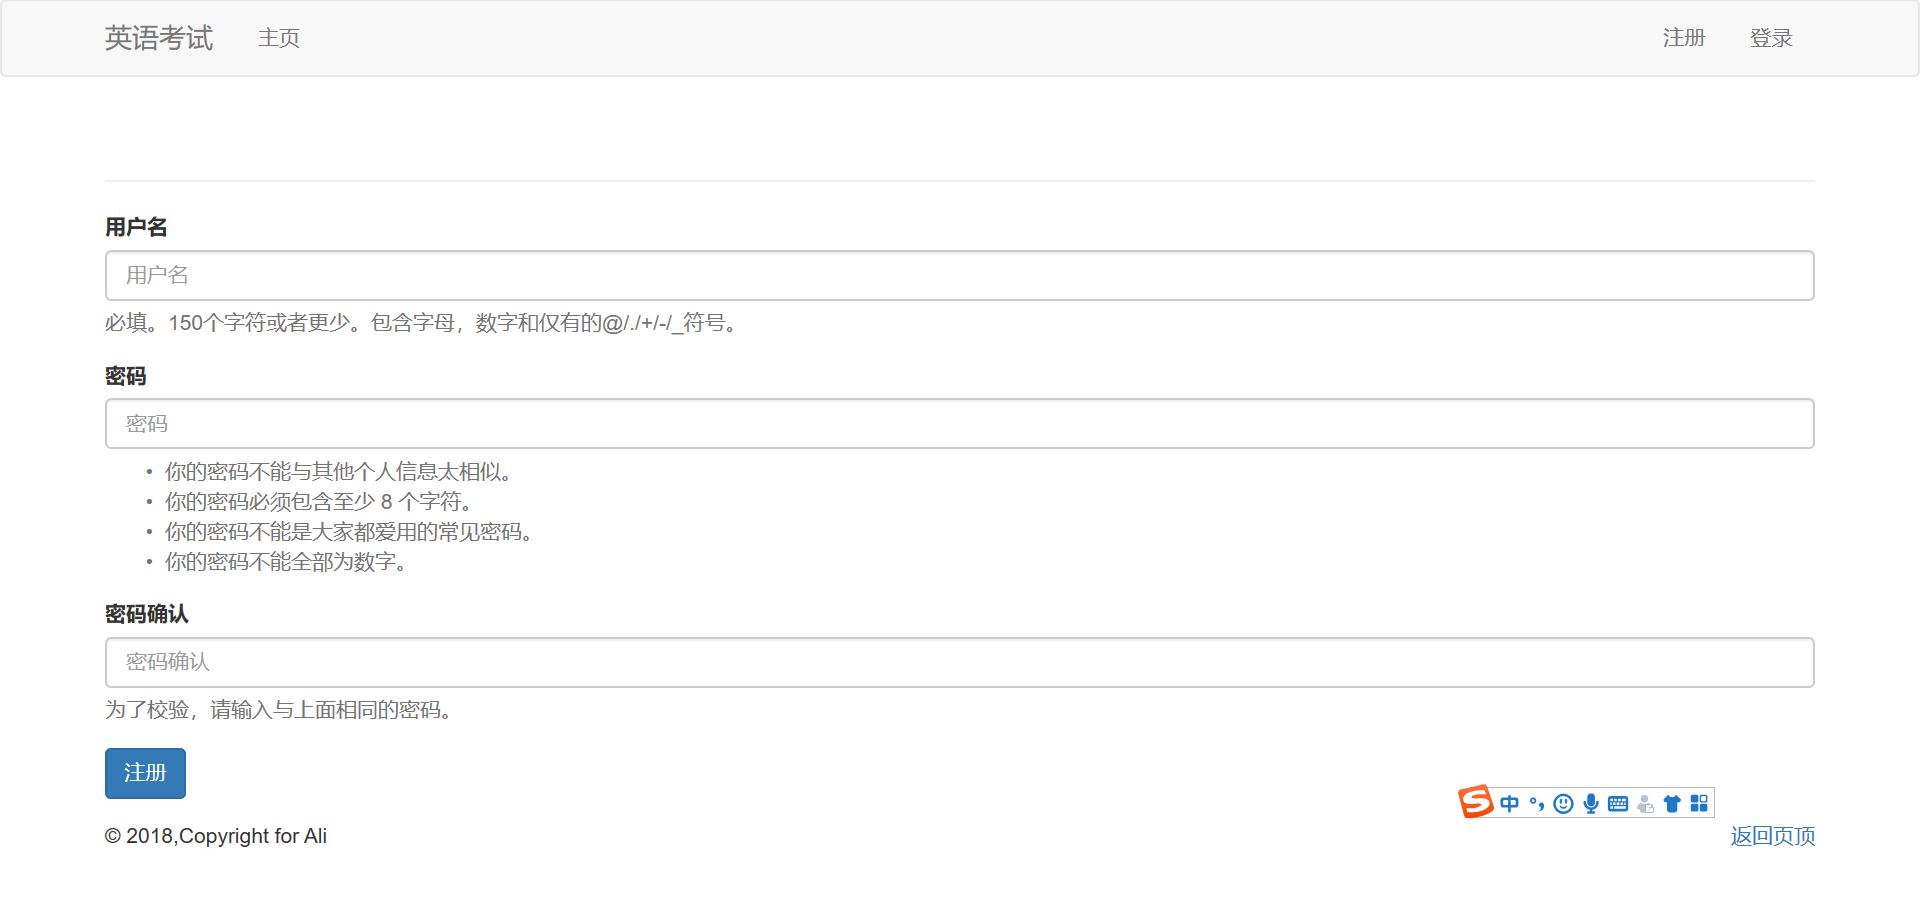 英语考试 主页 注册 登录
用户名
用户名
必填。150个字符或者更少。包含字母，数字和仅有的@/./+/-/_符号。
密码
密码
• 你的密码不能与其他个人信息太相似。
• 你的密码必须包含至少 8 个字符。
• 你的密码不能是大家都爱用的常见密码。
• 你的密码不能全部为数字。
密码确认
密码确认
为了校验，请输入与上面相同的密码。
注册
S 中 °,
© 2018,Copyright for Ali 返回页顶